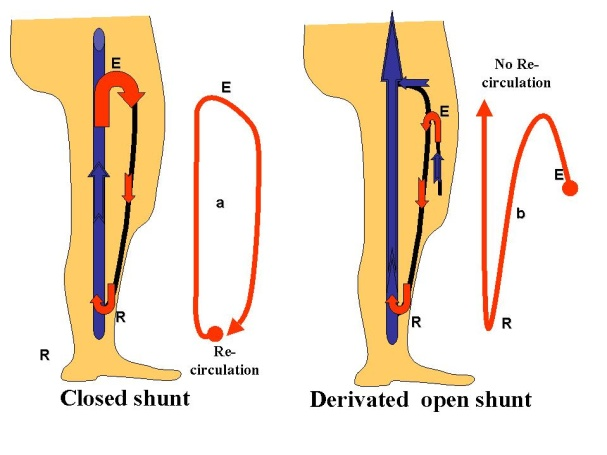 E
R
R
Closed shunt
E
a
Re-
circulation
E
R
Derivated open shunt
No Re-
circulation
E
b
R